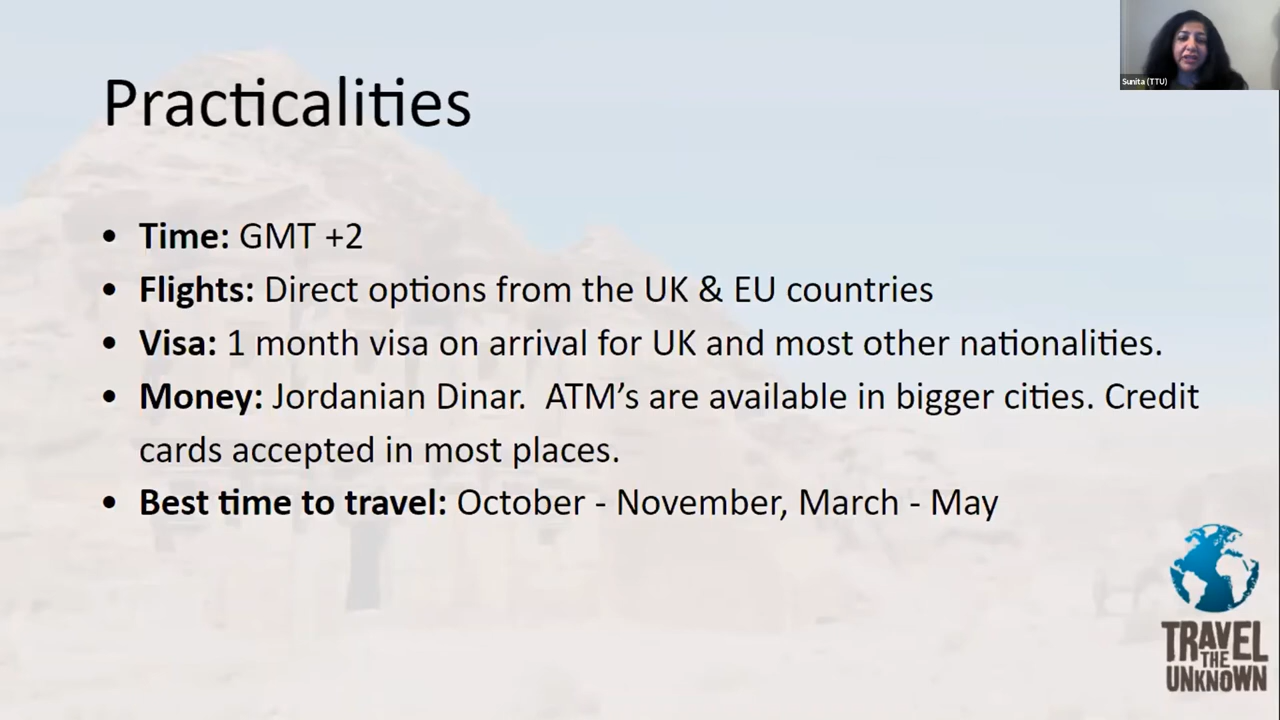 Sunita (TTU)
Practicalities
• Time: GMT +2
• Flights: Direct options from the UK & EU countries
• Visa: 1 month visa on arrival for UK and most other nationalities.
• Money: Jordanian Dinar.  ATM’s are available in bigger cities. Credit
cards accepted in most places.
• Best time to travel: October - November, March - May
TRAVEL
THE
UNKNOWN